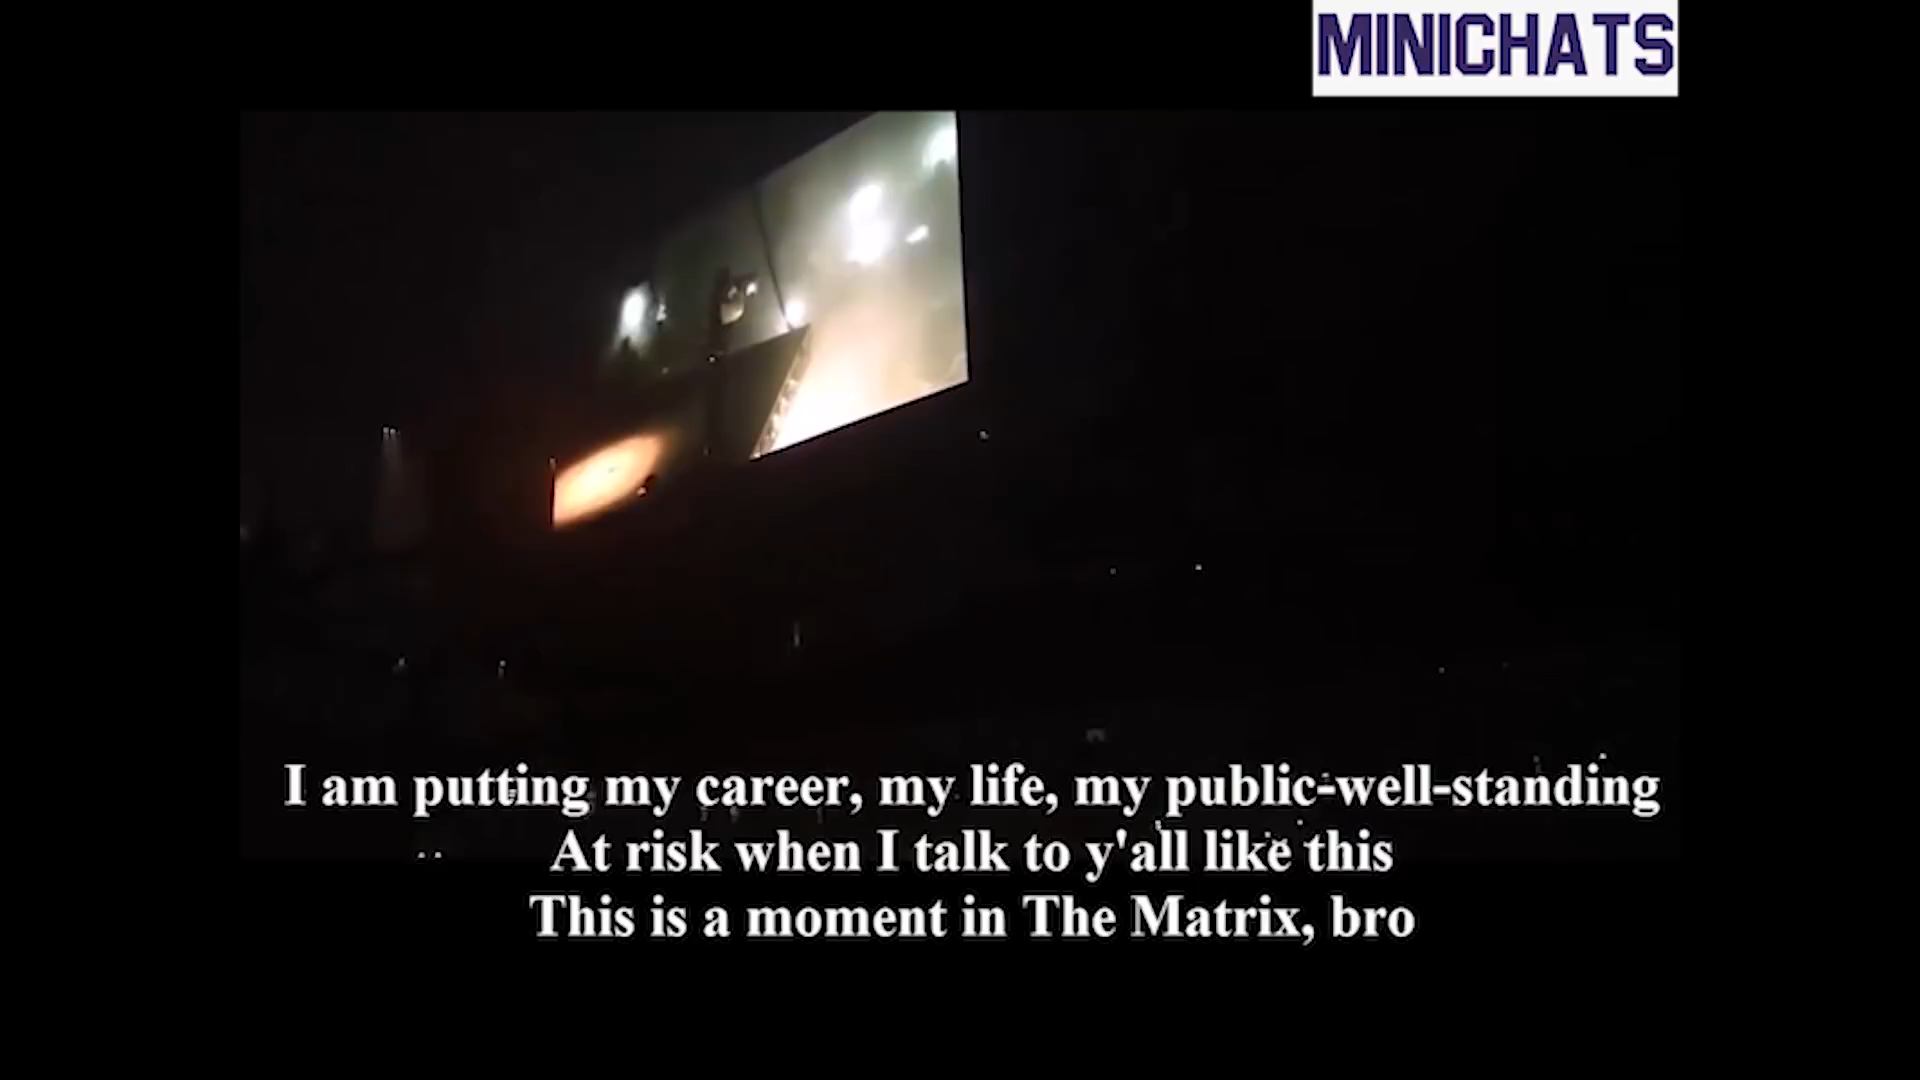 MINICHATS
I am putting my career, my life, my public-well-standing
At risk when I talk to y'all like this
This is a moment in The Matrix, bro